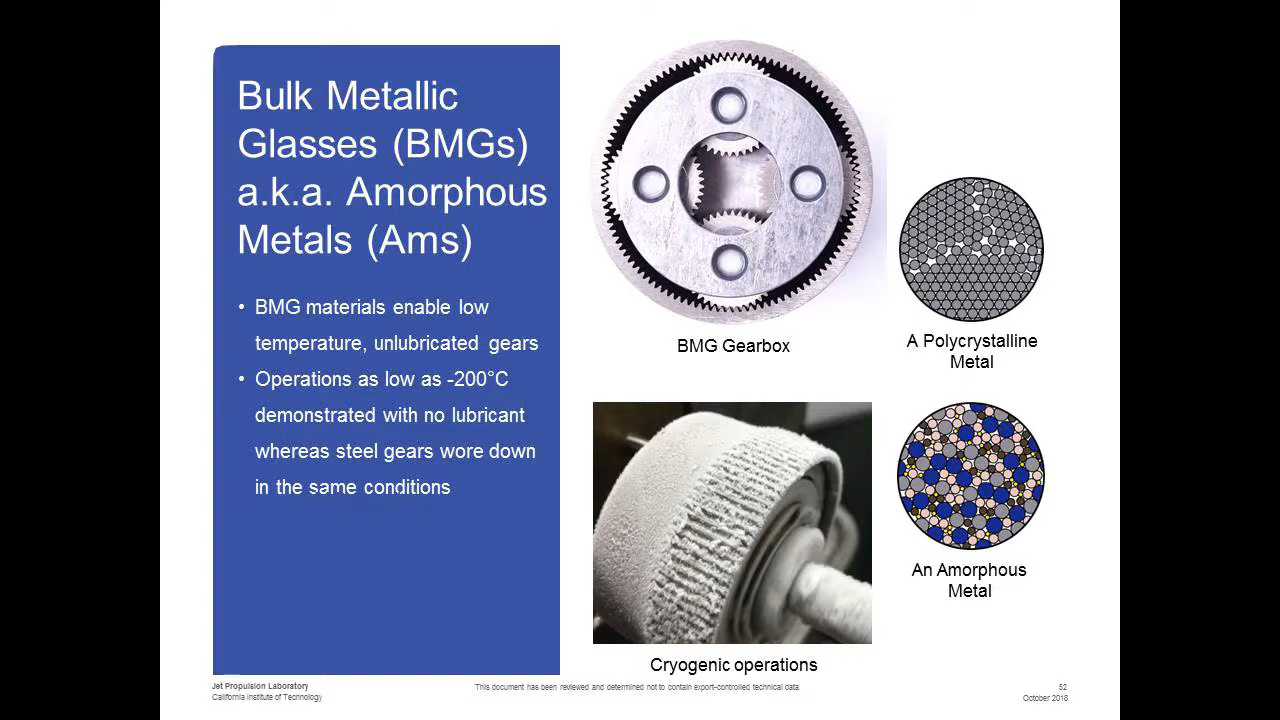 Bulk Metallic
Glasses (BMGs)
a.k.a. Amorphous
Metals (Ams)
• BMG materials enable low
temperature, unlubricated gears
• Operations as low as -200°C
demonstrated with no lubricant
whereas steel gears wore down
in the same conditions
BMG Gearbox
A Polycrystalline
Metal
Cryogenic operations
An Amorphous
Metal
Jet Propulsion Laboratory
California Institute of Technology
This document has been reviewed and determined not to contain export-controlled technical data.
52
October 2018